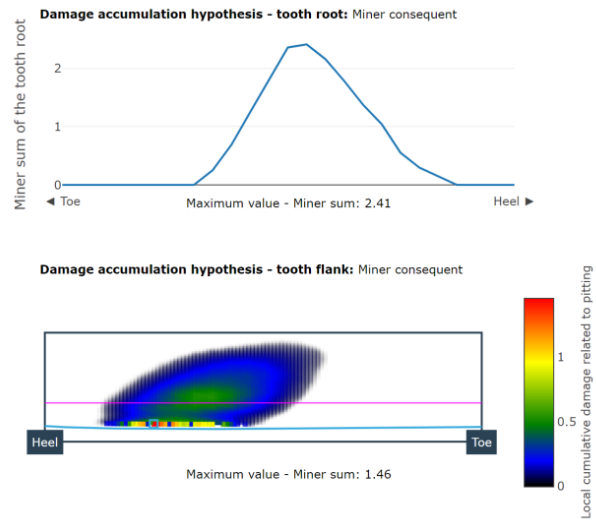 Damage accumulation hypothesis - tooth root: Miner consequent
Miner sum of the tooth root
2
1
0
◄ Toe
Heel ►
Maximum value - Miner sum: 2.41
Damage accumulation hypothesis - tooth flank: Miner consequent
Heel
Toe
Maximum value - Miner sum: 1.46
1
0.5
0
Local cumulative damage related to pitting